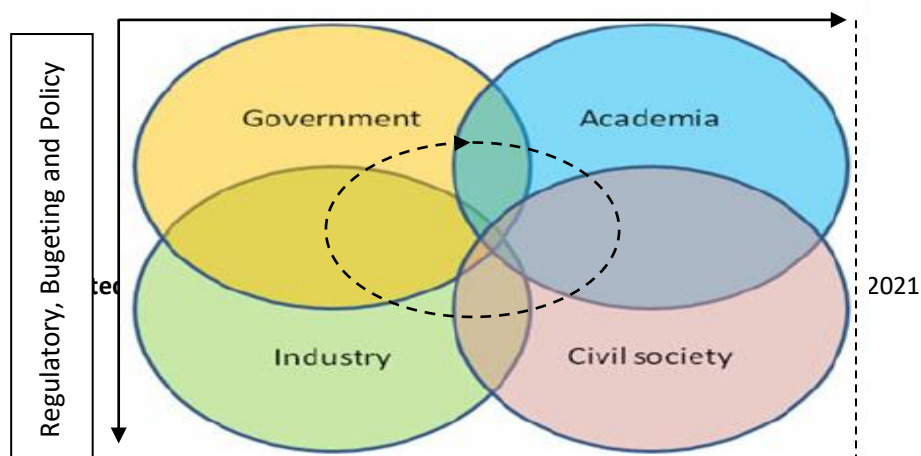 Regulatory, Bugeting and Policy
Government
Academia
2021
Industry
Civil society